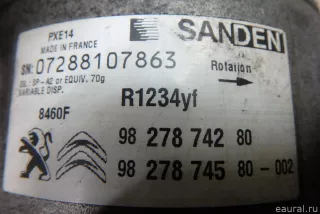 PXE14
MADE IN FRANCE
SANDEN
SN: 07288107863
OIL: SP-A2 or EQUIV. 70g
VARIABLE DISP.
Rotation
R1234yf
8460F
98 278 742 80
98 278 745 80-002
eaural.ru